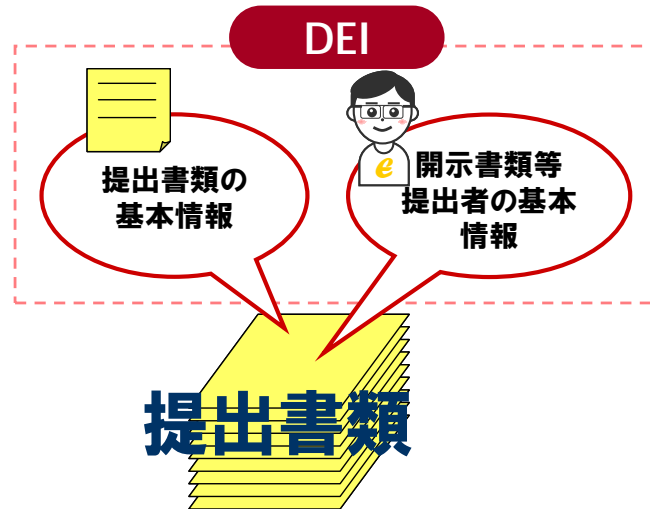 DEI
提出書類の
基本情報
e
開示書類等
提出者の基本
情報
提出書類